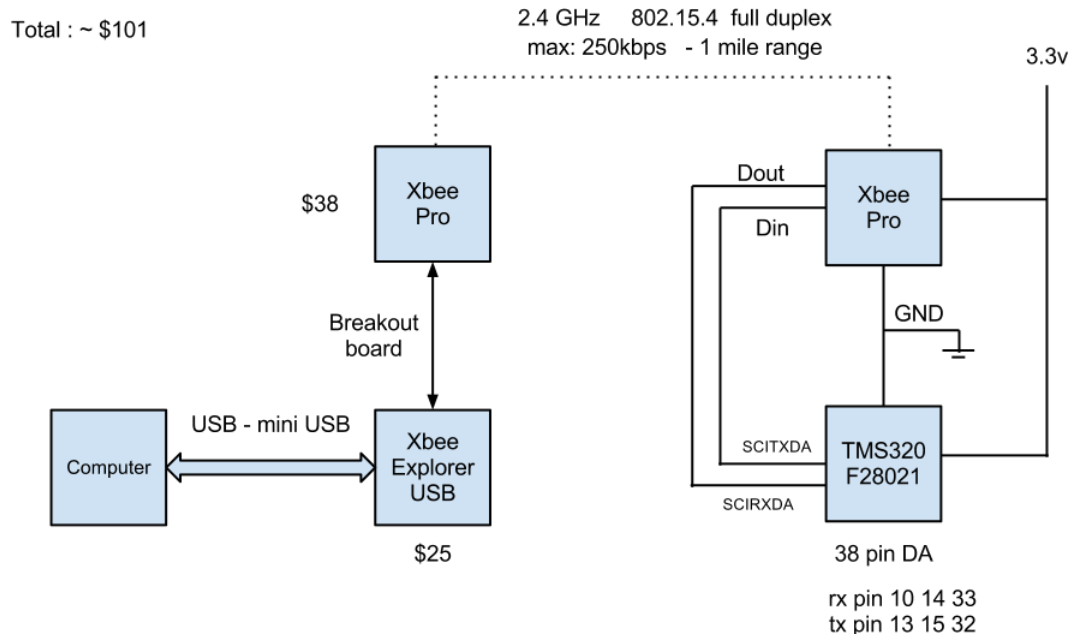 Total : ~ $101
2.4 GHz 802.15.4 full duplex
max: 250kbps - 1 mile range
3.3v
$38
Xbee
Pro
Dout
Din
Xbee
Pro
Breakout
board
GND
USB - mini USB
Computer
Xbee
Explorer
USB
$25
SCITXDA
SCIRXDA
TMS320
F28021
38 pin DA
rx pin 10 14 33
tx pin 13 15 32